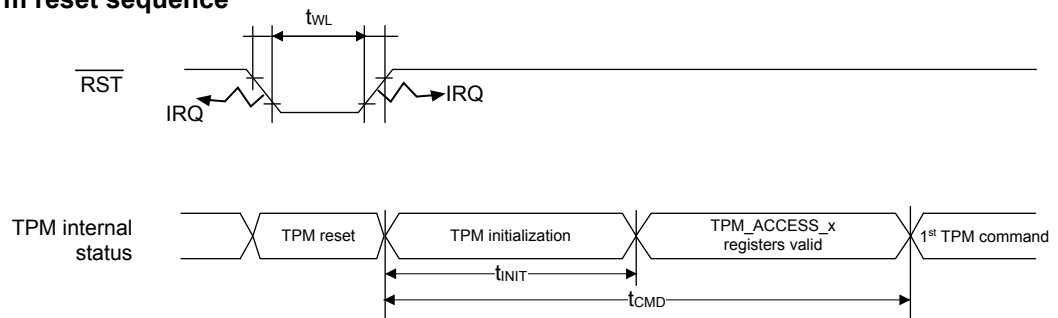 m reset sequence
tWL
RST
IRQ
IRQ
TPM internal
status
TPM reset
TPM initialization
TPM_ACCESS_x
registers valid
1st TPM command
tINIT
tCMD